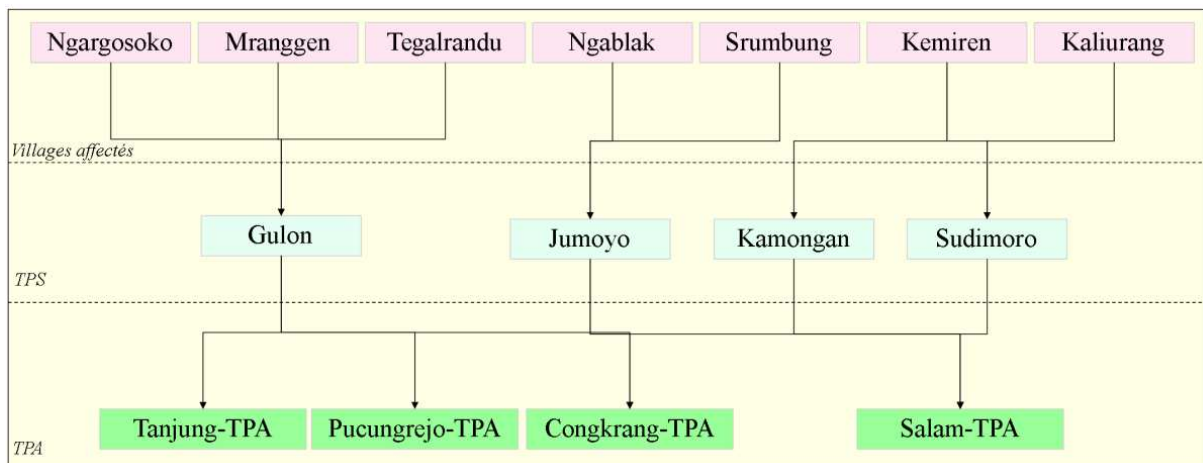 Ngargosoko
Mranggen
Tegalrandu
Ngablak
Srumbung
Kemiren
Kaliurang
Villages affectés
Gulon
Jumoyo
Kamongan
Sudimoro
TPS
Tanjung-TPA
Pucungrejo-TPA
Congkrang-TPA
Salam-TPA
TPA